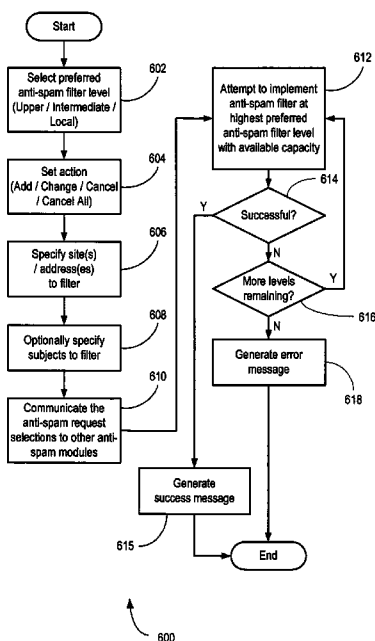 Start
Select preferred
anti-spam filter level
(Upper / Intermediate /
Local)
602
Set action
(Add / Change / Cancel /
Cancel All)
604
Specify site(s)
/ address(es)
to filter
606
Optionally specify
subjects to filter
608
Communicate the
anti-spam request
selections to other anti-
spam modules
610
Attempt to implement
anti-spam filter at
highest preferred
anti-spam filter level
with available capacity
612
Successful?
614
Y
N
More levels
remaining?
616
Y
N
Generate error
message
618
Generate
success message
615
End
600